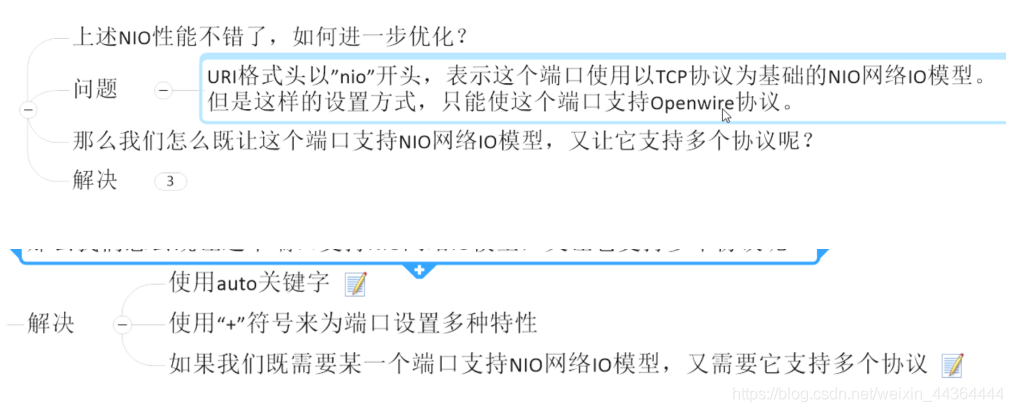 上述NIO性能不错了，如何进一步优化？
问题
URI格式头以”nio”开头，表示这个端口使用以TCP协议为基础的NIO网络IO模型。
但是这样的设置方式，只能使这个端口支持Openwire协议。
那么我们怎么既让这个端口支持NIO网络IO模型，又让它支持多个协议呢？
解决
3
使用auto关键字
解决
使用“+”符号来为端口设置多种特性
如果我们既需要某一个端口支持NIO网络IO模型，又需要它支持多个协议
https://blog.csdn.net/weixin_44364444